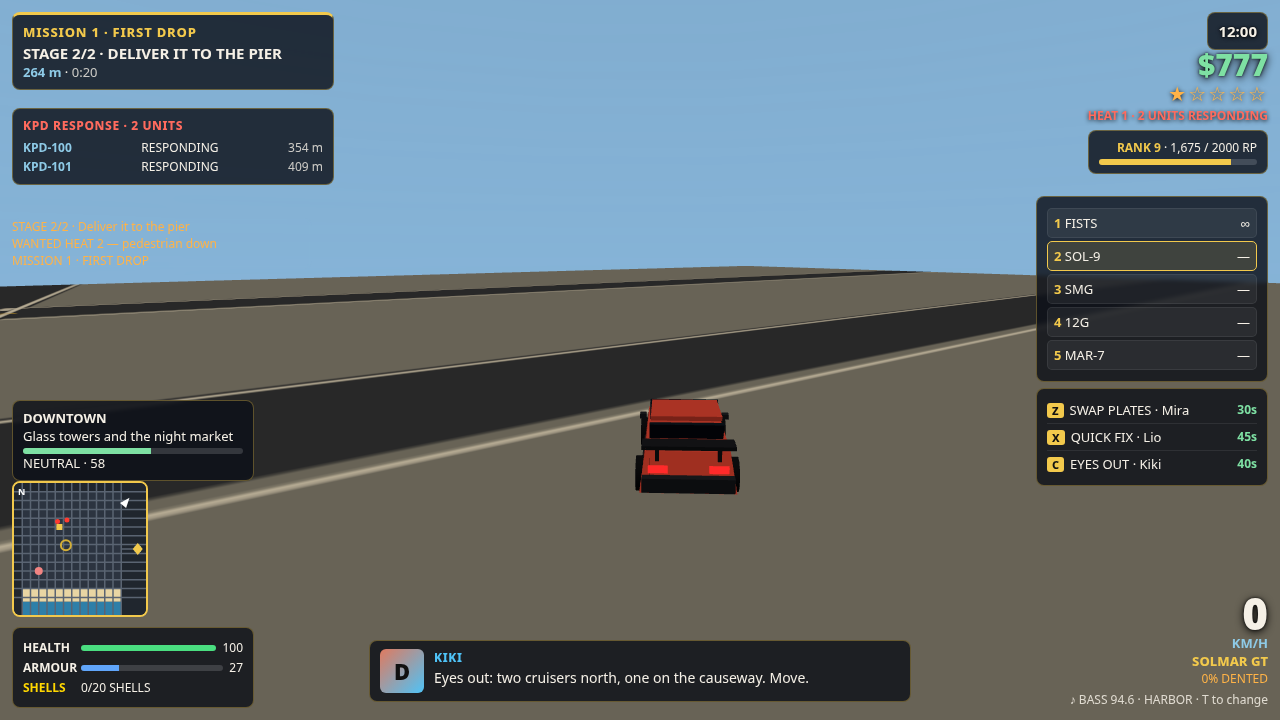 MISSION 1 · FIRST DROP
STAGE 2/2 · DELIVER IT TO THE PIER
264 m · 0:20
KPD RESPONSE · 2 UNITS
KPD-100 RESPONDING 354 m
KPD-101 RESPONDING 409 m
STAGE 2/2 · Deliver it to the pier
WANTED HEAT 2 — pedestrian down
MISSION 1 · FIRST DROP
12:00
$777
★☆☆☆☆
HEAT 1 · 2 UNITS RESPONDING
RANK 9 · 1,675 / 2000 RP
1 FISTS ∞
2 SOL-9 —
3 SMG —
4 12G —
5 MAR-7 —
Z SWAP PLATES · Mira 30s
X QUICK FIX · Lio 45s
C EYES OUT · Kiki 40s
DOWNTOWN
Glass towers and the night market
NEUTRAL · 58
N
HEALTH 100
ARMOUR 27
SHELLS 0/20 SHELLS
D
KIKI
Eyes out: two cruisers north, one on the causeway. Move.
0
KM/H
SOLMAR GT
0% DENTED
♪ BASS 94.6 · HARBOR · T to change